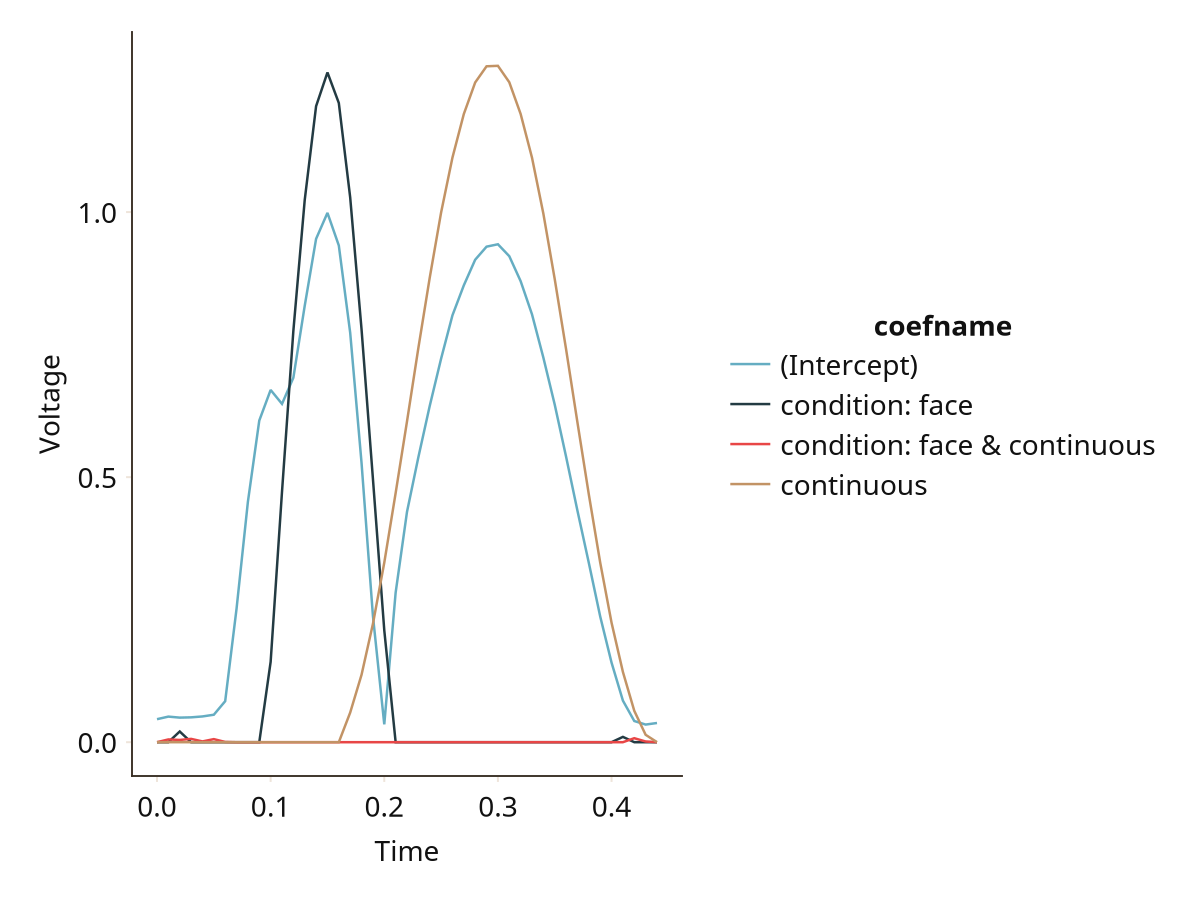 1.0
0.5
0.0
Voltage
0.0 0.1 0.2 0.3 0.4
Time
coefname
(Intercept)
condition: face
condition: face & continuous
continuous